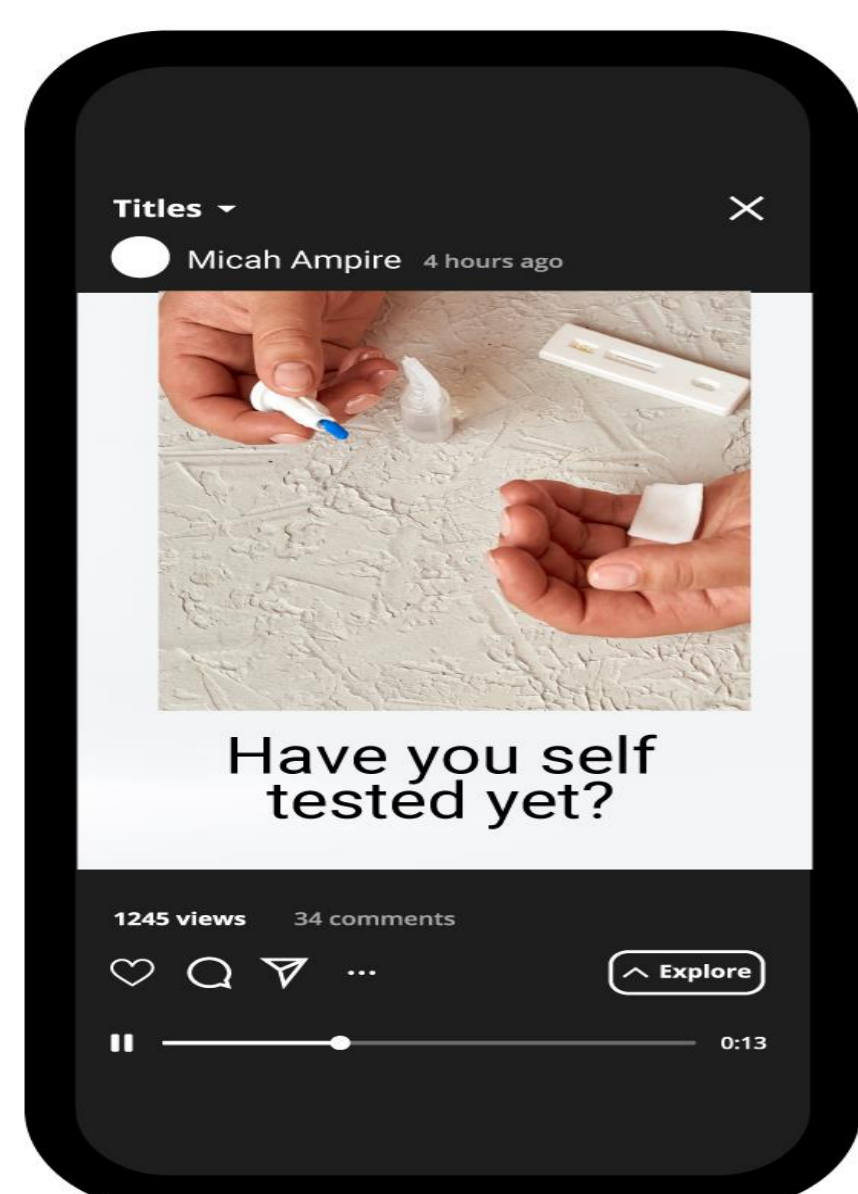 Titles
Micah Ampire 4 hours ago
Have you self
tested yet?
1245 views 34 comments
Explore
0:13